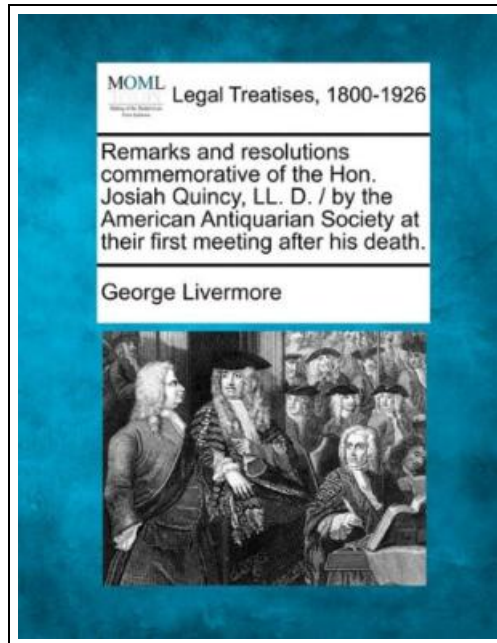 MOML Legal Treatises, 1800-1926
Remarks and resolutions
commemorative of the Hon.
Josiah Quincy, LL. D. / by the
American Antiquarian Society at
their first meeting after his death.
George Livermore